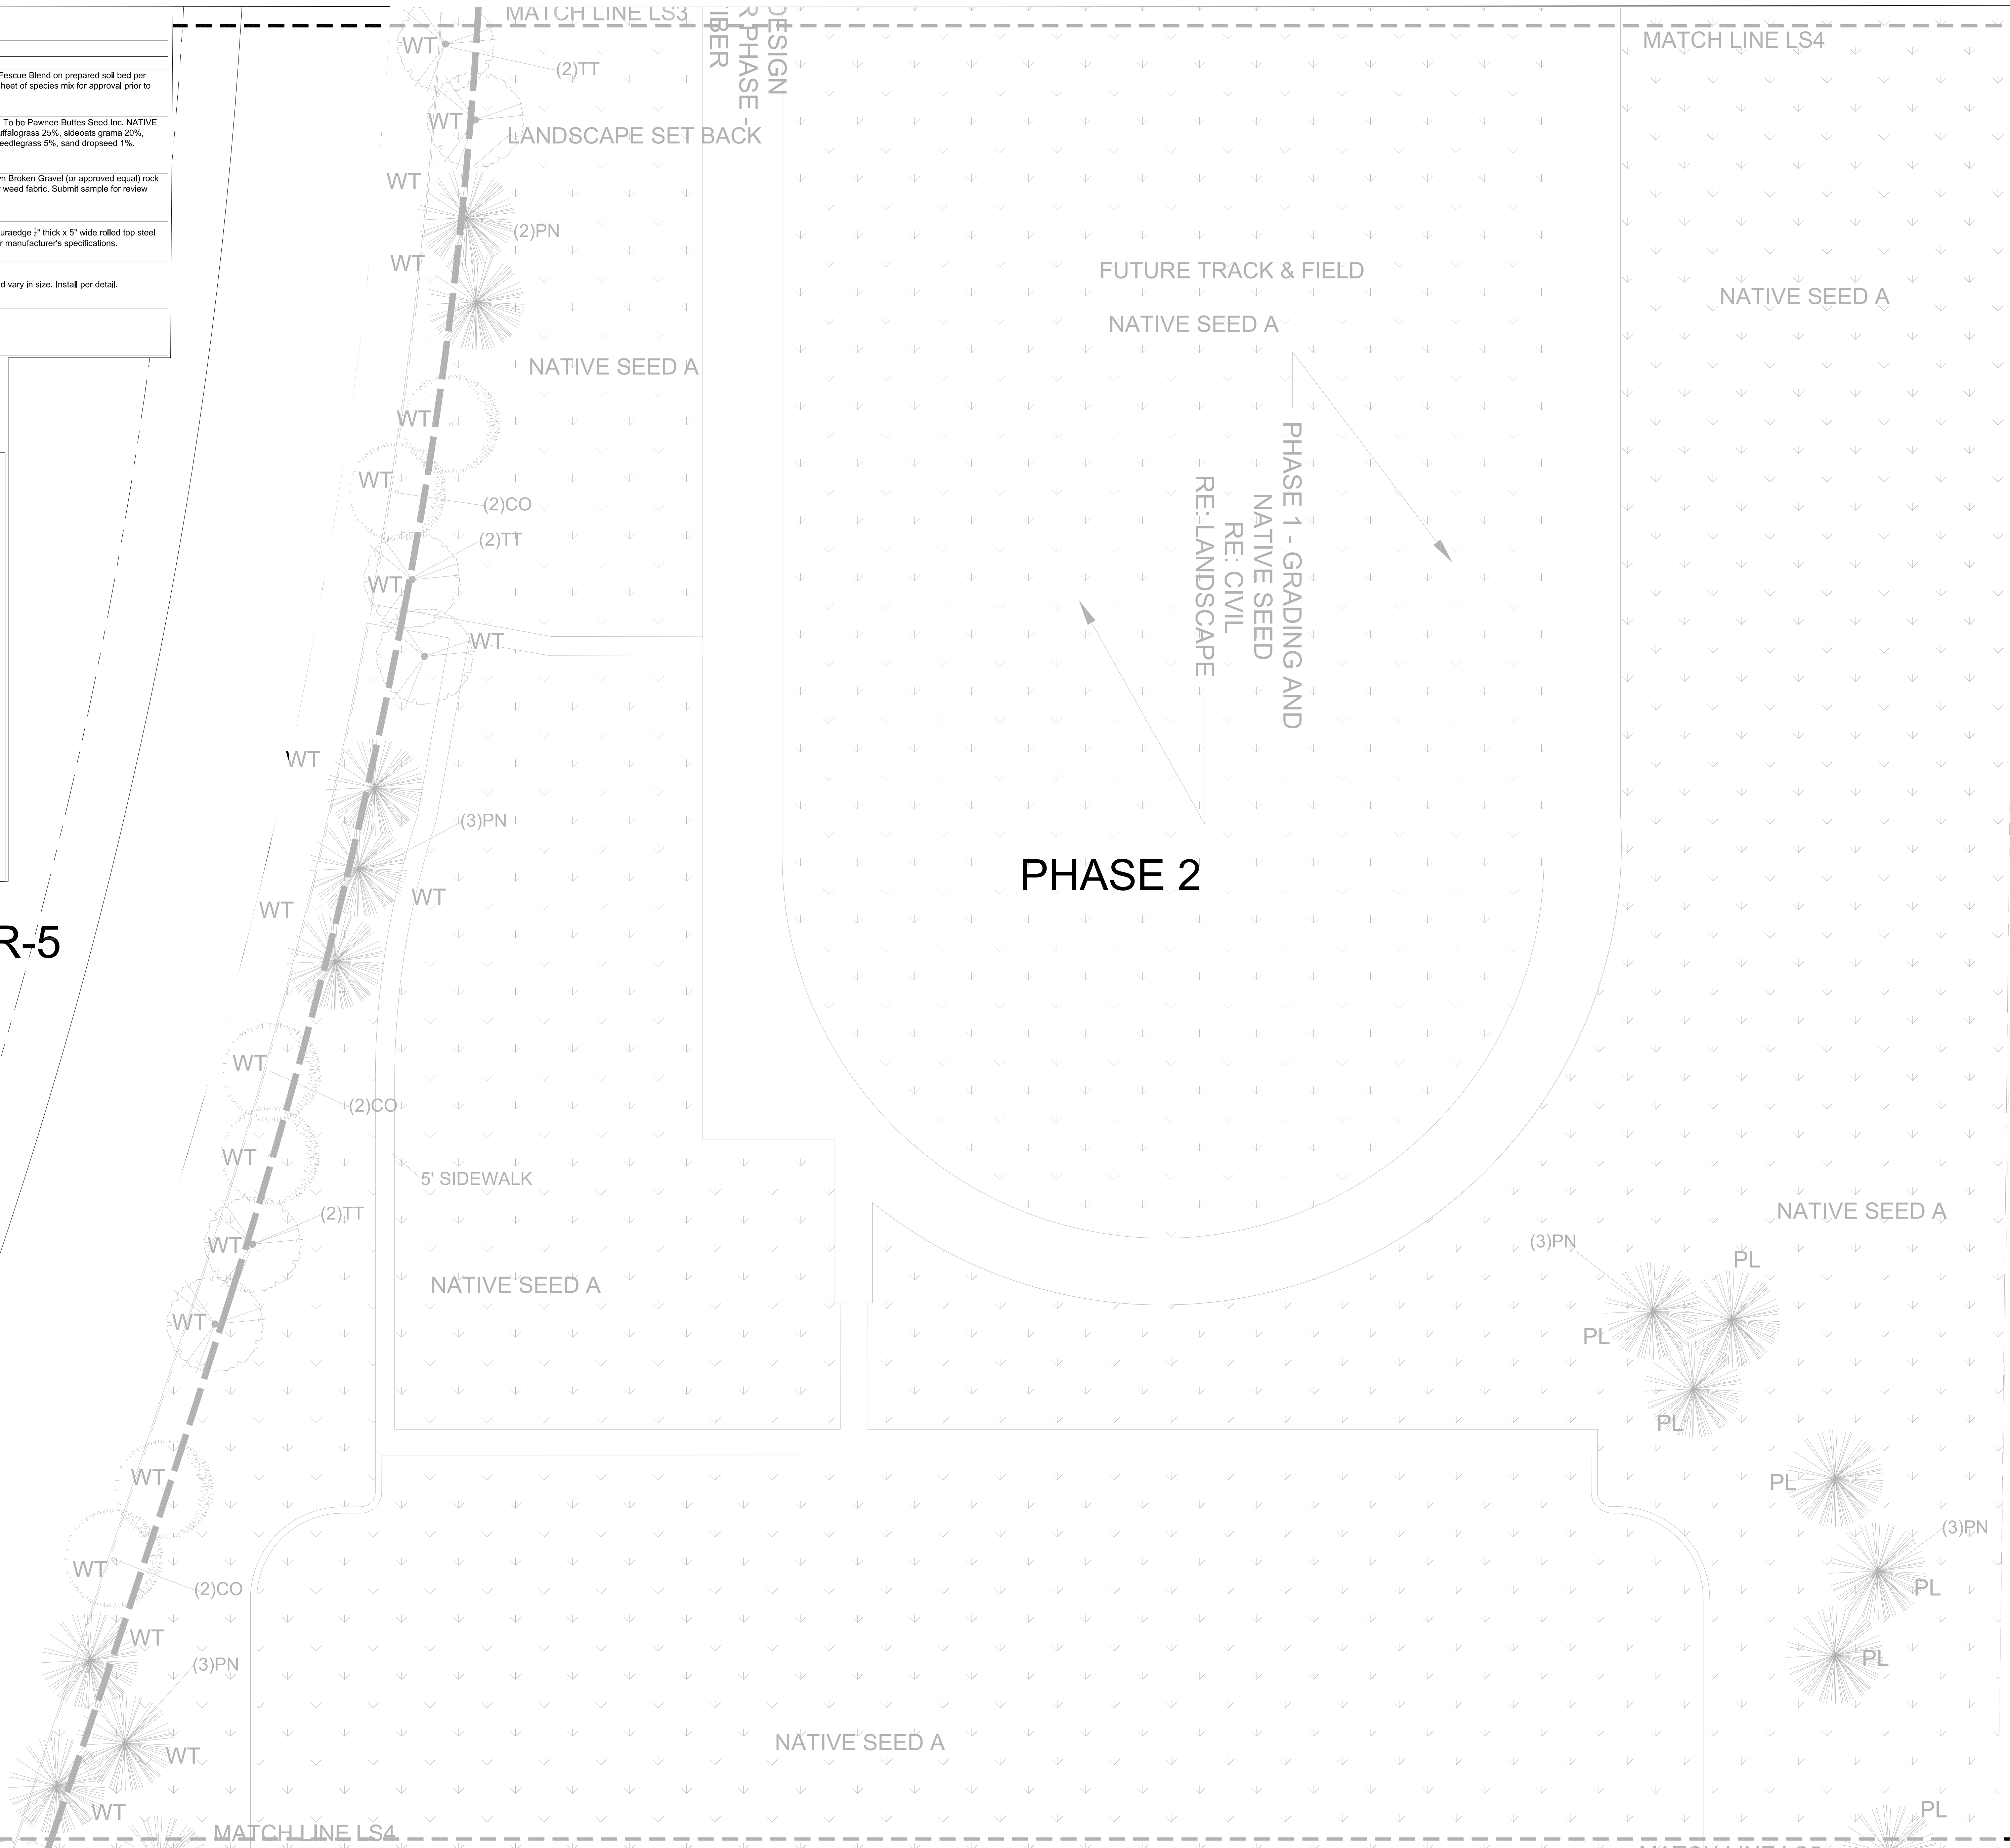 MATCH LINE LS3
MATCH LINE LS4
DESIGN
R PHASE -
Fescue Blend on prepared soil bed per
sheet of species mix for approval prior to
To be Pawnee Buttes Seed Inc. NATIVE
uffalograss 25%, sideoats grama 20%,
eedlegrass 5%, sand dropseed 1%.
n Broken Gravel (or approved equal) rock
weed fabric. Submit sample for review
uraedge ¼" thick x 5" wide rolled top steel
r manufacturer's specifications.
d vary in size. Install per detail.
WT
(2)TT
WT
LANDSCAPE SET BACK
WT
(2)PN
WT
FUTURE TRACK & FIELD
NATIVE SEED A
NATIVE SEED A
NATIVE SEED A
WT
WT
(2)CO
(2)TT
WT
WT
PHASE 1 - GRADING AND
NATIVE SEED
RE: CIVIL
RE: LANDSCAPE
WT
(3)PN
PHASE 2
WT
WT
R-5
WT
(2)CO
WT
5' SIDEWALK
(2)TT
NATIVE SEED A
WT
(3)PN
PL
NATIVE SEED A
WT
PL
PL
WT
PL
(3)PN
WT
(2)CO
PL
WT
PL
(3)PN
NATIVE SEED A
WT
WT
PL
MATCH LINE LS4